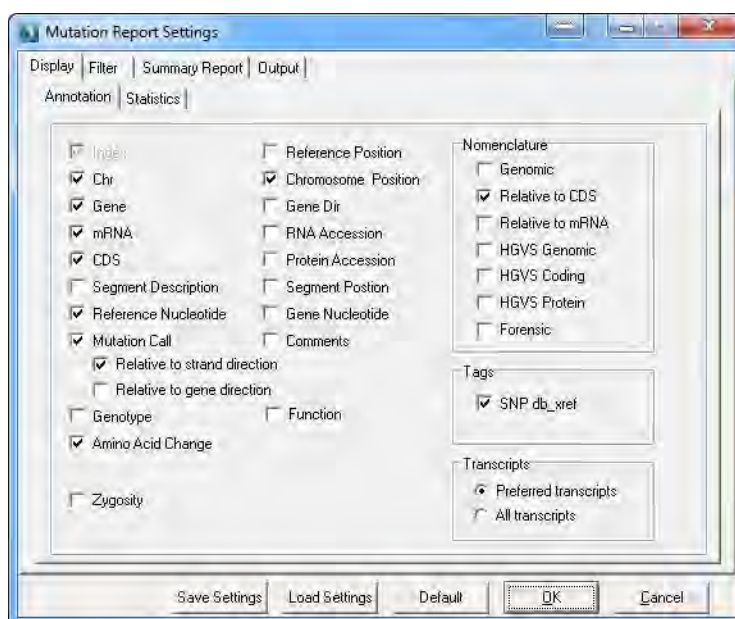 Mutation Report Settings
Display Filter Summary Report Output
Annotation Statistics
Index
Chr
Gene
mRNA
CDS
Segment Description
Reference Nucleotide
Mutation Call
Relative to strand direction
Relative to gene direction
Genotype
Amino Acid Change
Zygosity
Reference Position
Chromosome Position
Gene Dir
RNA Accession
Protein Accession
Segment Postion
Gene Nucleotide
Comments
Function
Nomenclature
Genomic
Relative to CDS
Relative to mRNA
HGVS Genomic
HGVS Coding
HGVS Protein
Forensic
Tags
SNP db_xref
Transcripts
Preferred transcripts
All transcripts
Save Settings Load Settings Default OK Cancel